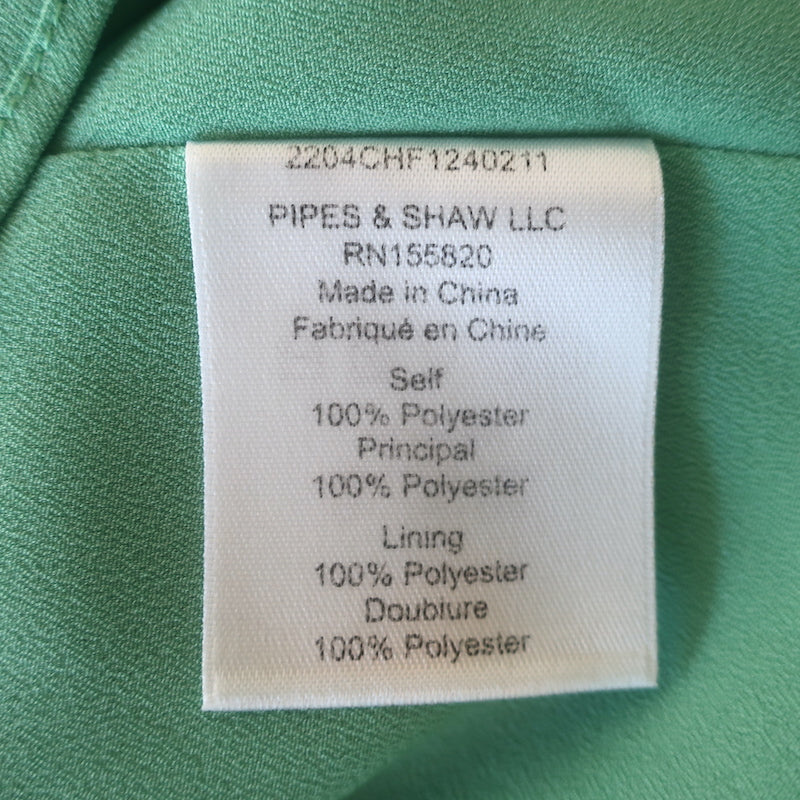 2204CHF1240211
PIPES & SHAW LLC
RN155820
Made in China
Fabriqué en Chine
Self
100% Polyester
Principal
100% Polyester
Lining
100% Polyester
Doublure
100% Polyester